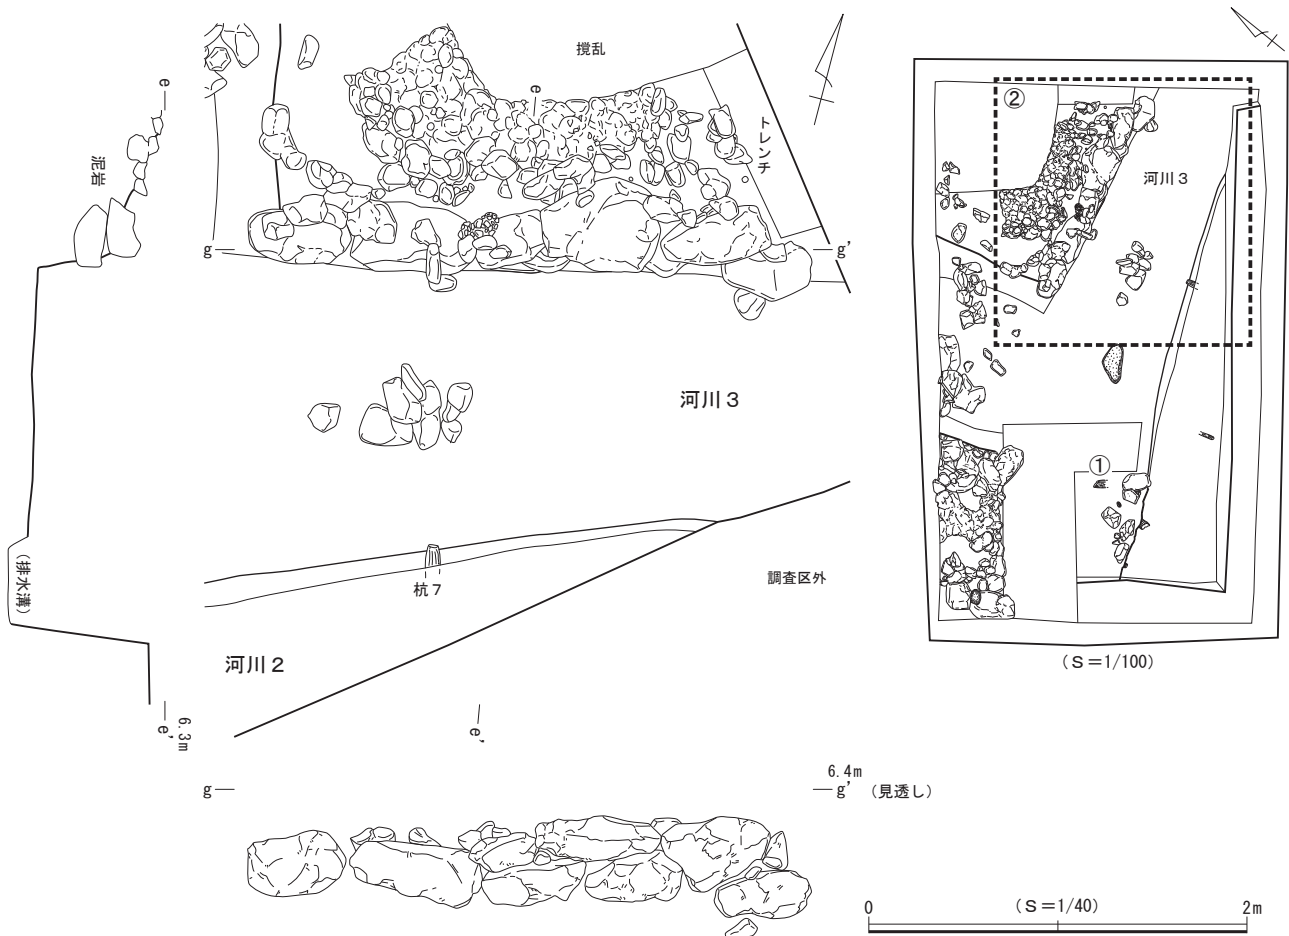 撹乱
e
e
泥岩
トレンチ
g
g'
河川3
(排水溝)
杭7
調査区外
河川2
e'
6.3m
e'
g
6.4m
g'
(見透し)
②
河川3
①
(S=1/100)
0
(S=1/40)
2m